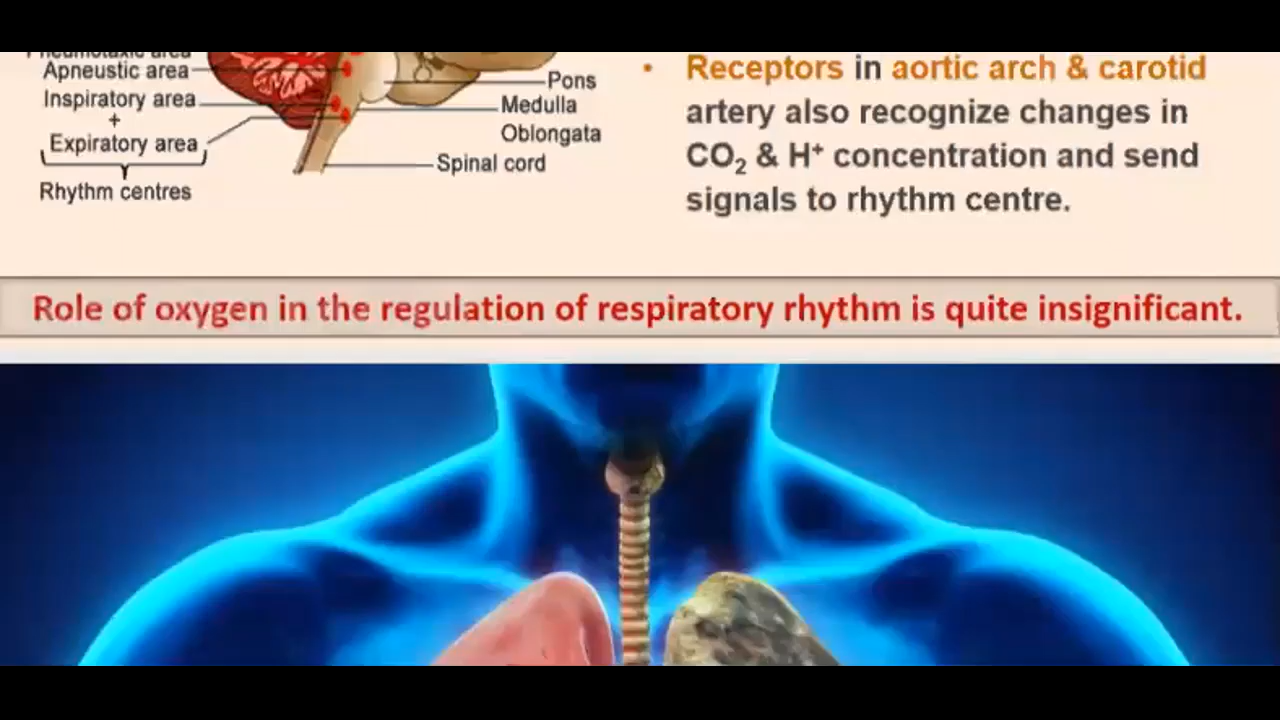 Pneumotaxic area
Apneustic area
Inspiratory area
+
Expiratory area
Rhythm centres
Pons
Medulla
Oblongata
Spinal cord
• Receptors in aortic arch & carotid
artery also recognize changes in
CO₂ & H⁺ concentration and send
signals to rhythm centre.
Role of oxygen in the regulation of respiratory rhythm is quite insignificant.